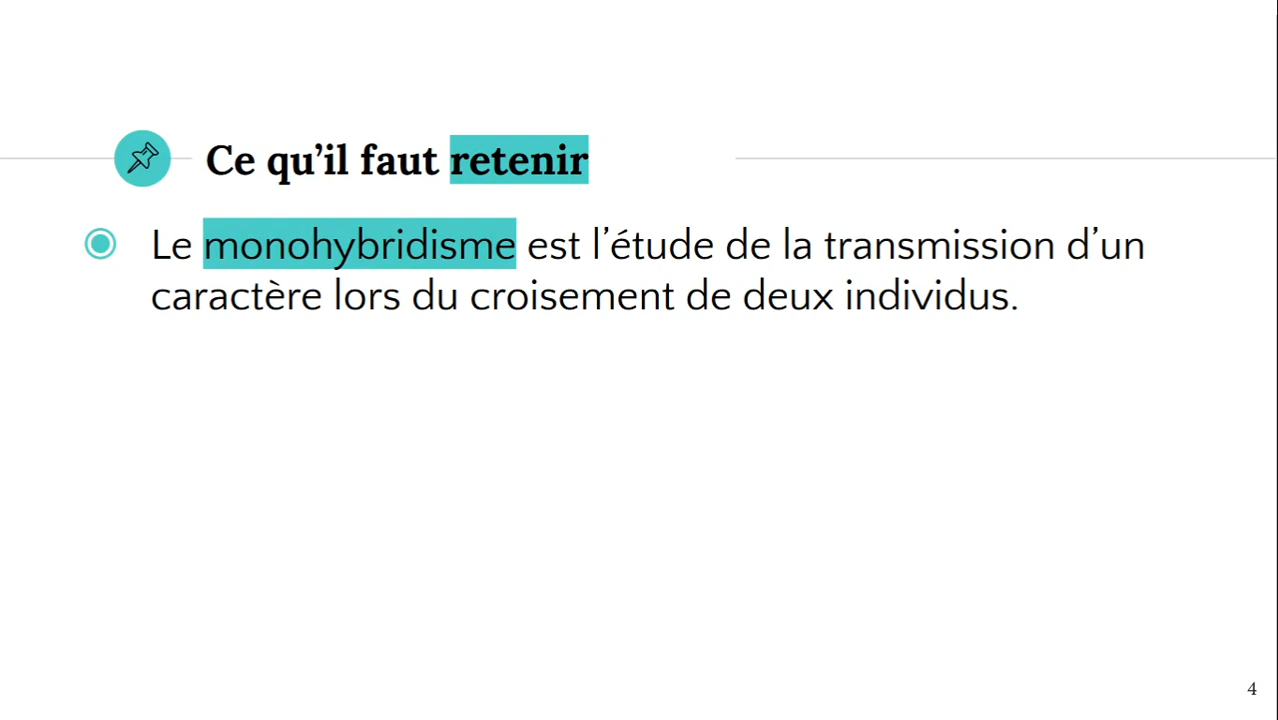 Ce qu’il faut retenir
Le monohybridisme est l’étude de la transmission d’un
caractère lors du croisement de deux individus.
4